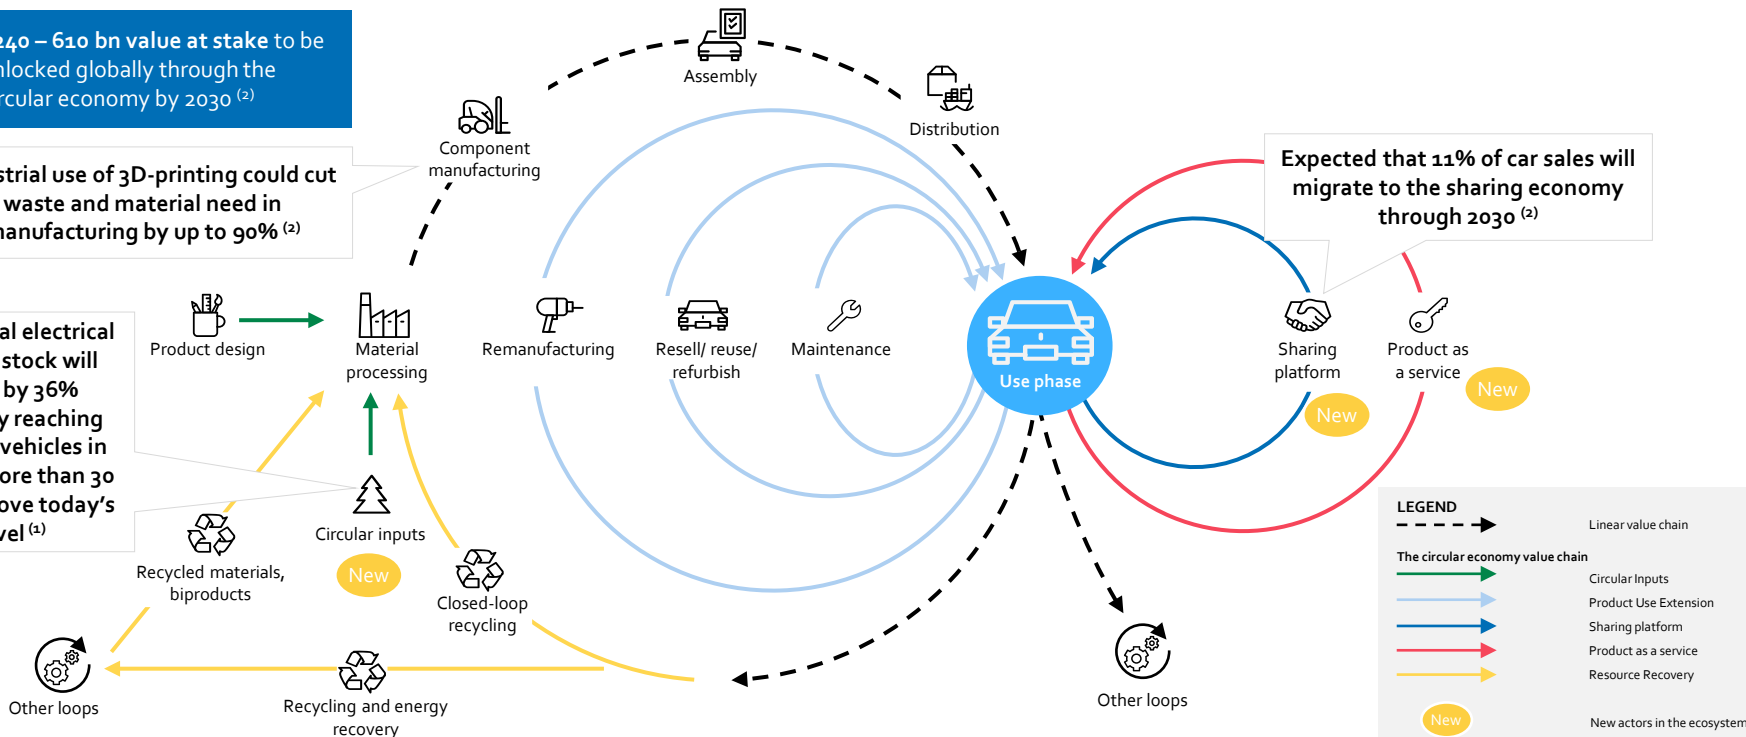 240 – 610 bn value at stake to be
nlocked globally through the
rcular economy by 2030 (2)
strial use of 3D-printing could cut
waste and material need in
manufacturing by up to 90% (2)
al electrical
stock will
by 36%
y reaching
vehicles in
ore than 30
ove today's
vel (1)
Assembly
Component
manufacturing
Distribution
Expected that 11% of car sales will
migrate to the sharing economy
through 2030 (2)
Product design
Material
processing
Remanufacturing
Resell/ reuse/
refurbish
Maintenance
Use phase
Sharing
platform
New
Product as
a service
New
Circular inputs
New
Recycled materials,
biproducts
Closed-loop
recycling
Other loops
Recycling and energy
recovery
Other loops
LEGEND
Linear value chain
The circular economy value chain
Circular Inputs
Product Use Extension
Sharing platform
Product as a service
Resource Recovery
New
New actors in the ecosystem